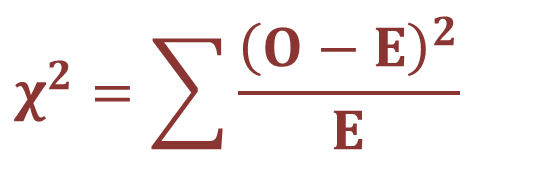 χ² = ∑ (O − E)² / E